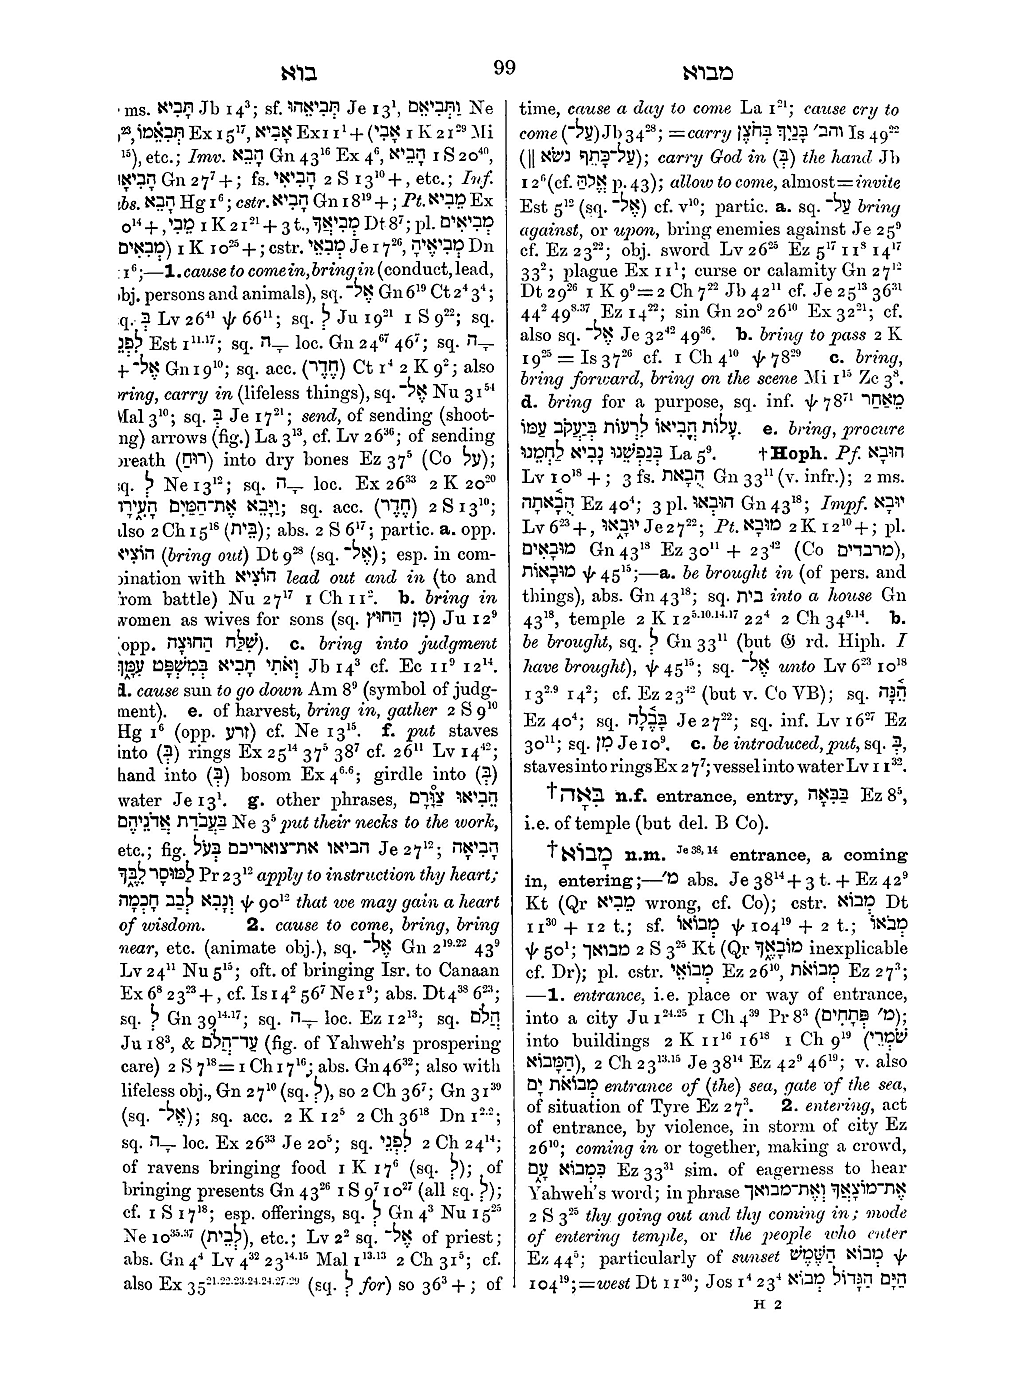 בוא
99
מבוא
ms. תָּבִיא Jb 14³; sf. תְּבִיאֵהוּ Je 13¹, וַתְּבִיאֵם Ne
²³, תְּבִאֵמוֹ Ex 15¹⁷, אָבִיא Ex 11¹ + (אָבִי 1 K 21²⁹ Mi
¹⁵), etc.; Imv. הָבֵא Gn 43¹⁶ Ex 4⁶, הָבִיא 1 S 20⁴⁰,
הָבִיאוּ Gn 27⁷ + ; fs. הָבִיאִי 2 S 13¹⁰ +, etc.; Inf.
abs. הָבֵא Hg 1⁶; cstr. הָבִיא Gn 18¹⁹ + ; Pt. מֵבִיא Ex
0¹⁴ +, מֵבִי 1 K 21²¹ + 3 t., מְבִיאֲךָ Dt 8⁷; pl. מְבִיאִים
מְבִאִים) 1 K 10²⁵ + ; cstr. מְבִאֵי Je 17²⁶, מְבִיאֶיהָ Dn
11⁶;—1. cause to come in, bring in (conduct, lead,
obj. persons and animals), sq. אֶל־ Gn 6¹⁹ Ct 2⁴ 3⁴;
sq. בְּ Lv 26⁴¹ ψ 66¹¹; sq. לְ Ju 19²¹ 1 S 9²²; sq.
לִפְנֵי Est 1¹¹·¹⁷; sq. ה‎ָ loc. Gn 24⁶⁷ 46⁷; sq. ה‎ָ
+ אֶל־ Gn 19¹⁰; sq. acc. (חֶדֶר) Ct 1⁴ 2 K 9²; also
bring, carry in (lifeless things), sq. אֶל־ Nu 31⁵⁴
Mal 3¹⁰; sq. בְּ Je 17²¹; send, of sending (shoot-
ng) arrows (fig.) La 3¹³, cf. Lv 26³⁶; of sending
breath (רוּחַ) into dry bones Ez 37⁵ (Co עַל);
sq. לְ Ne 13¹²; sq. ה‎ָ loc. Ex 26³³ 2 K 20²⁰
וַיָּבֵא אֶת־הַמַּיִם הָעִירָה; sq. acc. (חֶדֶר) 2 S 13¹⁰;
also 2 Ch 15¹⁸ (בֵּית); abs. 2 S 6¹⁷; partic. a. opp.
הוֹצִיא (bring out) Dt 9²⁸ (sq. אֶל־); esp. in com-
bination with הוֹצִיא lead out and in (to and
from battle) Nu 27¹⁷ 1 Ch 11². b. bring in
women as wives for sons (sq. מִן הַחוּץ) Ju 12⁹
(opp. שִׁלַּח הַחוּצָה). c. bring into judgment
וְאֹתִי תָבִיא בְמִשְׁפָּט עִמָּךְ Jb 14³ cf. Ec 11⁹ 12¹⁴.
d. cause sun to go down Am 8⁹ (symbol of judg-
ment). e. of harvest, bring in, gather 2 S 9¹⁰
Hg 1⁶ (opp. זרע) cf. Ne 13¹⁵. f. put staves
into (בְּ) rings Ex 25¹⁴ 37⁵ 38⁷ cf. 26¹¹ Lv 14⁴²;
hand into (בְּ) bosom Ex 4⁶·⁶; girdle into (בְּ)
water Je 13¹. g. other phrases, הֵבִיאוּ צַוָּרָם
בַּעֲבֹדַת אֲדֹנֵיהֶם Ne 3⁵ put their necks to the work,
etc.; fig. הביאו את־צואריכם בְּעֹל Je 27¹²; הָבִיאָה
לַמּוּסָר לִבֶּךָ Pr 23¹² apply to instruction thy heart;
וְנָבִא לְבַב חָכְמָה ψ 90¹² that we may gain a heart
of wisdom. 2. cause to come, bring, bring
near, etc. (animate obj.), sq. אֶל־ Gn 2¹⁹·²² 43⁹
Lv 24¹¹ Nu 5¹⁵; oft. of bringing Isr. to Canaan
Ex 6⁸ 23²³ +, cf. Is 14² 56⁷ Ne 1⁹; abs. Dt 4³⁸ 6²³;
sq. לְ Gn 39¹⁴·¹⁷; sq. ה‎ָ loc. Ez 12¹³; sq. הֲלֹם
Ju 18³, & עַד־הֲלֹם (fig. of Yahweh's prospering
care) 2 S 7¹⁸ = 1 Ch 17¹⁶; abs. Gn 46³²; also with
lifeless obj., Gn 27¹⁰ (sq. לְ), so 2 Ch 36⁷; Gn 31³⁹
(sq. אֶל־); sq. acc. 2 K 12⁵ 2 Ch 36¹⁸ Dn 1²·²;
sq. ה‎ָ loc. Ex 26³³ Je 20⁵; sq. לִפְנֵי 2 Ch 24¹⁴;
of ravens bringing food 1 K 17⁶ (sq. לְ); of
bringing presents Gn 43²⁶ 1 S 9⁷ 10²⁷ (all sq. לְ);
cf. 1 S 17¹⁸; esp. offerings, sq. לְ Gn 4³ Nu 15²⁵
Ne 10³⁵·³⁷ (לְבֵית), etc.; Lv 2² sq. אֶל־ of priest;
abs. Gn 4⁴ Lv 4³² 23¹⁴·¹⁵ Mal 1¹³·¹³ 2 Ch 31⁵; cf.
also Ex 35²¹·²²·²³·²⁴·²⁴·²⁷·²⁹ (sq. לְ for) so 36³ + ; of
time, cause a day to come La 1²¹; cause cry to
come (עַל־) Jb 34²⁸; = carry והב׳ בָנַיִךְ בְּחֹצֶן Is 49²²
(‖ עַל־כָּתֵף נשׂא); carry God in (בְּ) the hand Jb
12⁶ (cf. אֱלֹהַּ p. 43); allow to come, almost = invite
Est 5¹² (sq. אֶל־) cf. v¹⁰; partic. a. sq. עַל־ bring
against, or upon, bring enemies against Je 25⁹
cf. Ez 23²²; obj. sword Lv 26²⁵ Ez 5¹⁷ 11⁸ 14¹⁷
33²; plague Ex 11¹; curse or calamity Gn 27¹²
Dt 29²⁶ 1 K 9⁹ = 2 Ch 7²² Jb 42¹¹ cf. Je 25¹³ 36³¹
44² 49⁸·³⁷ Ez 14²²; sin Gn 20⁹ 26¹⁰ Ex 32²¹; cf.
also sq. אֶל־ Je 32⁴² 49³⁶. b. bring to pass 2 K
19²⁵ = Is 37²⁶ cf. 1 Ch 4¹⁰ ψ 78²⁹ c. bring,
bring forward, bring on the scene Mi 1¹⁵ Zc 3⁸.
d. bring for a purpose, sq. inf. ψ 78⁷¹ מֵאַחַר
עָלוֹת הֱבִיאוֹ לִרְעוֹת בְּיַעֲקֹב עַמּוֹ. e. bring, procure
בְּנַפְשֵׁנוּ נָבִיא לַחְמֵנוּ La 5⁹. †Hoph. Pf. הוּבָא
Lv 10¹⁸ + ; 3 fs. הֻבָאת Gn 33¹¹ (v. infr.); 2 ms.
הֻבָאתָה Ez 40⁴; 3 pl. הוּבְאוּ Gn 43¹⁸; Impf. יוּבָא
Lv 6²³ +, יוּבָאוּ Je 27²²; Pt. מוּבָא 2 K 12¹⁰ + ; pl.
מוּבָאִים Gn 43¹⁸ Ez 30¹¹ + 23⁴² (Co מרבדים),
מוּבָאוֹת ψ 45¹⁵;—a. be brought in (of pers. and
things), abs. Gn 43¹⁸; sq. בית into a house Gn
43¹⁸, temple 2 K 12⁵·¹⁰·¹⁴·¹⁷ 22⁴ 2 Ch 34⁹·¹⁴. b.
be brought, sq. לְ Gn 33¹¹ (but 𝔊 rd. Hiph. I
have brought), ψ 45¹⁵; sq. אֶל־ unto Lv 6²³ 10¹⁸
13²·⁹ 14²; cf. Ez 23⁴² (but v. Co VB); sq. הֵנָּה
Ez 40⁴; sq. בָּבֶלָה Je 27²²; sq. inf. Lv 16²⁷ Ez
30¹¹; sq. מִן Je 10⁹. c. be introduced, put, sq. בְּ,
staves into rings Ex 27⁷; vessel into water Lv 11³².
†בִּאָה n.f. entrance, entry, בַּבִּאָה Ez 8⁵,
i.e. of temple (but del. B Co).
†מָבוֹא n.m. Je 38, 14 entrance, a coming
in, entering;—מ׳ abs. Je 38¹⁴ + 3 t. + Ez 42⁹
Kt (Qr מֵבִיא wrong, cf. Co); cstr. מְבוֹא Dt
11³⁰ + 12 t.; sf. מְבוֹאוֹ ψ 104¹⁹ + 2 t.; מְבֹאוֹ
ψ 50¹; מבואך 2 S 3²⁵ Kt (Qr מוֹבָאֶךָ inexplicable
cf. Dr); pl. cstr. מְבוֹאֵי Ez 26¹⁰, מְבוֹאֹת Ez 27³;
—1. entrance, i.e. place or way of entrance,
into a city Ju 1²⁴·²⁵ 1 Ch 4³⁹ Pr 8³ (מ׳ פְתָחִים);
into buildings 2 K 11¹⁶ 16¹⁸ 1 Ch 9¹⁹ (שֹׁמְרֵי
הַמָּבוֹא), 2 Ch 23¹³·¹⁵ Je 38¹⁴ Ez 42⁹ 46¹⁹; v. also
מְבוֹאֹת יָם entrance of (the) sea, gate of the sea,
of situation of Tyre Ez 27³. 2. entering, act
of entrance, by violence, in storm of city Ez
26¹⁰; coming in or together, making a crowd,
כִּמְבוֹא עָם Ez 33³¹ sim. of eagerness to hear
Yahweh's word; in phrase אֶת־מוֹצָאֲךָ וְאֶת־מבואך
2 S 3²⁵ thy going out and thy coming in; mode
of entering temple, or the people who enter
Ez 44⁵; particularly of sunset מְבוֹא הַשֶּׁמֶשׁ ψ
104¹⁹; = west Dt 11³⁰; Jos 1⁴ 23⁴ הַיָּם הַגָּדוֹל מְבוֹא
H 2